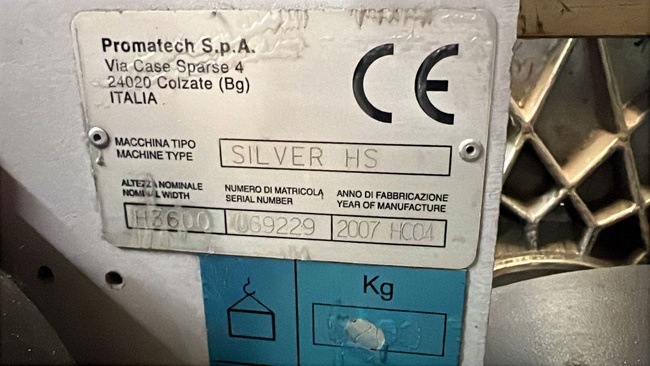 Promatech S.p.A.
Via Case Sparse 4
24020 Colzate (Bg)
ITALIA
CE
MACCHINA TIPO
MACHINE TYPE
SILVER HS
ALTEZZA NOMINALE
NOMINAL WIDTH
NUMERO DI MATRICOLA
SERIAL NUMBER
ANNO DI FABBRICAZIONE
YEAR OF MANUFACTURE
H3600
069229
2007 HC04
Kg